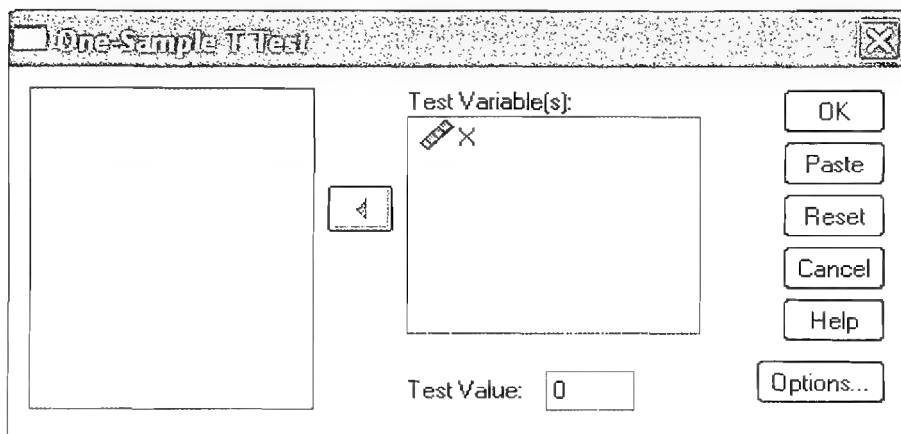 One-Sample T Test
Test Variable(s):
X
OK
Paste
Reset
Cancel
Help
Test Value: 0
Options...